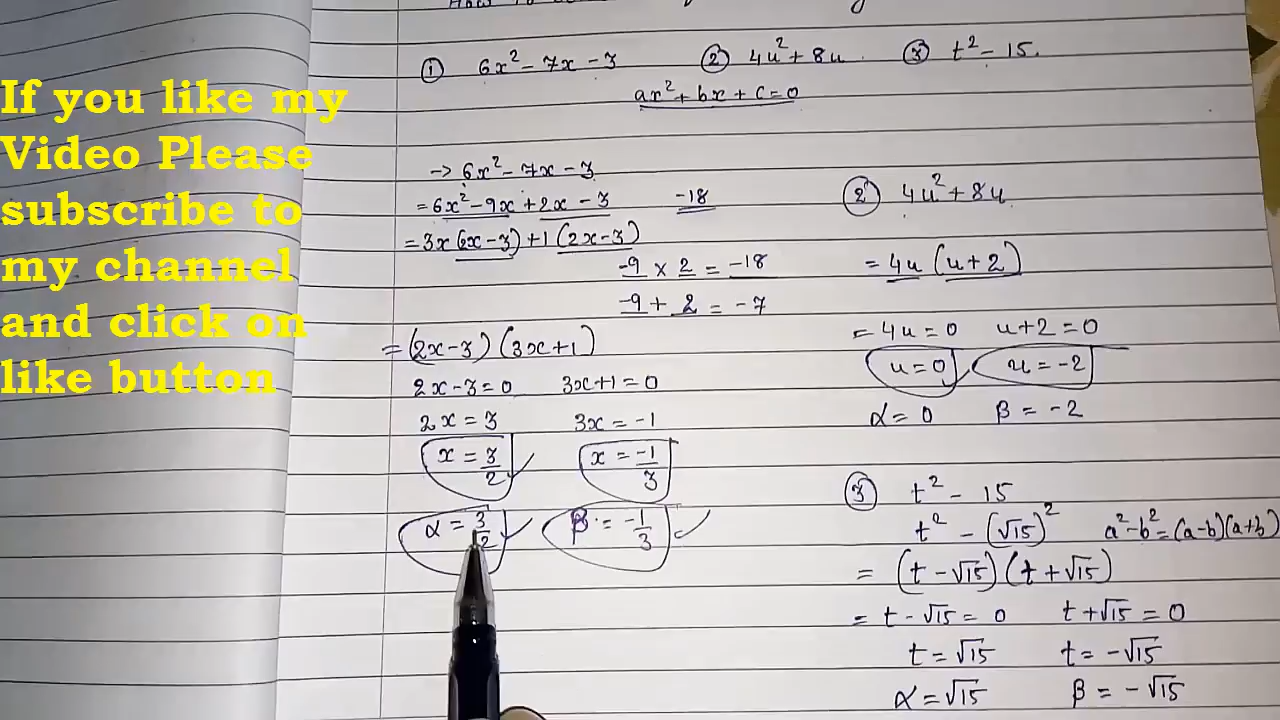 If you like my
Video Please
subscribe to
my channel
and click on
like button
① 6x² - 7x - 3 ② 4u² + 8u ③ t² - 15.
ax² + bx + c = 0
→ 6x² - 7x - 3
= 6x² - 9x + 2x - 3 -18
= 3x(2x-3) + 1(2x-3)
-9 × 2 = -18
-9 + 2 = -7
= (2x-3)(3x+1)
2x-3=0 3x+1=0
2x = 3 3x = -1
x = 3/2 x = -1/3
α = 3/2 β = -1/3
② 4u² + 8u
= 4u(u+2)
= 4u=0 u+2=0
u=0 u=-2
α = 0 β = -2
③ t² - 15
t² - (√15)² a²-b²=(a-b)(a+b)
= (t-√15)(t+√15)
= t-√15 = 0 t+√15 = 0
t=√15 t=-√15
α=√15 β=-√15